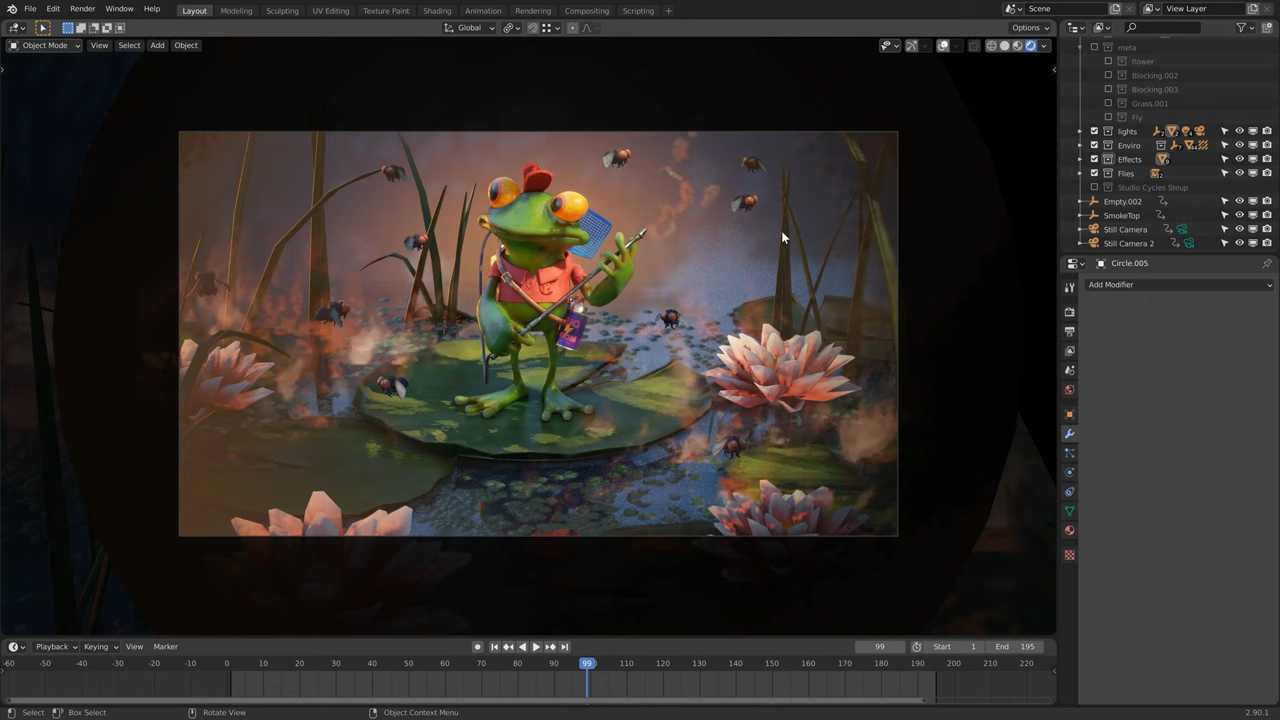 File Edit Render Window Help Layout Modeling Sculpting UV Editing Texture Paint Shading Animation Rendering Compositing Scripting + Scene View Layer
Global Options
Object Mode View Select Add Object
meta
flower
Blocking.002
Blocking.003
Grass.001
Fly
lights
Enviro
Effects
Flies
Studio Cycles Steup
Empty.002
SmokeTop
Still Camera
Still Camera 2
Circle.005
Add Modifier
Playback Keying View Marker 99 Start 1 End 195
-60 -50 -40 -30 -20 -10 0 10 20 30 40 50 60 70 80 90 99 110 120 130 140 150 160 170 180 190 200 210 220
Select Box Select Rotate View Object Context Menu 2.90.1